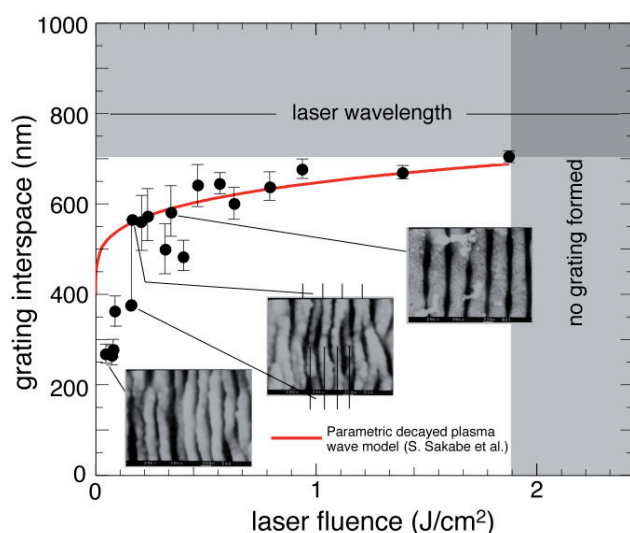 1000
800
600
400
200
0
grating interspace (nm)
laser wavelength
no grating formed
Parametric decayed plasma
wave model (S. Sakabe et al.)
0
1
2
laser fluence (J/cm²)